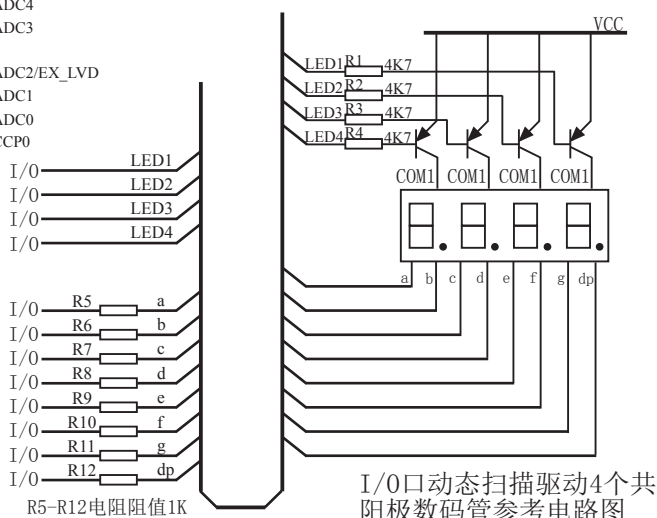 ADC4
ADC3
ADC2/EX_LVD
ADC1
ADC0
CCP0
I/O LED1
I/O LED2
I/O LED3
I/O LED4
I/O R5 a
I/O R6 b
I/O R7 c
I/O R8 d
I/O R9 e
I/O R10 f
I/O R11 g
I/O R12 dp
R5-R12电阻阻值1K
VCC
LED1 R1 4K7
LED2 R2 4K7
LED3 R3 4K7
LED4 R4 4K7
COM1 COM1 COM1 COM1
a b c d e f g dp
I/O口动态扫描驱动4个共
阳极数码管参考电路图